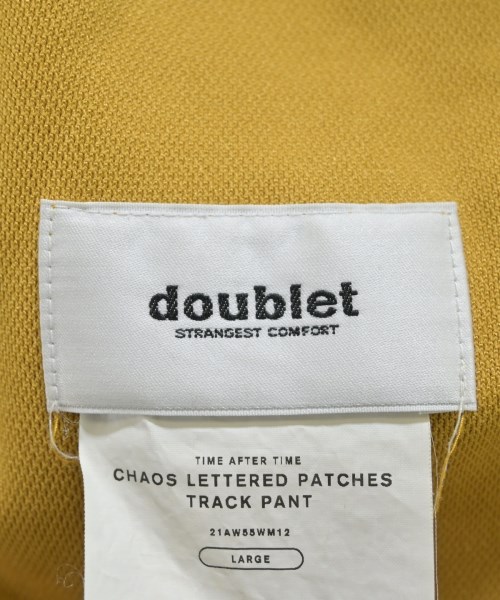 doublet
STRANGEST COMFORT
TIME AFTER TIME
CHAOS LETTERED PATCHES
TRACK PANT
21AW55WM12
LARGE